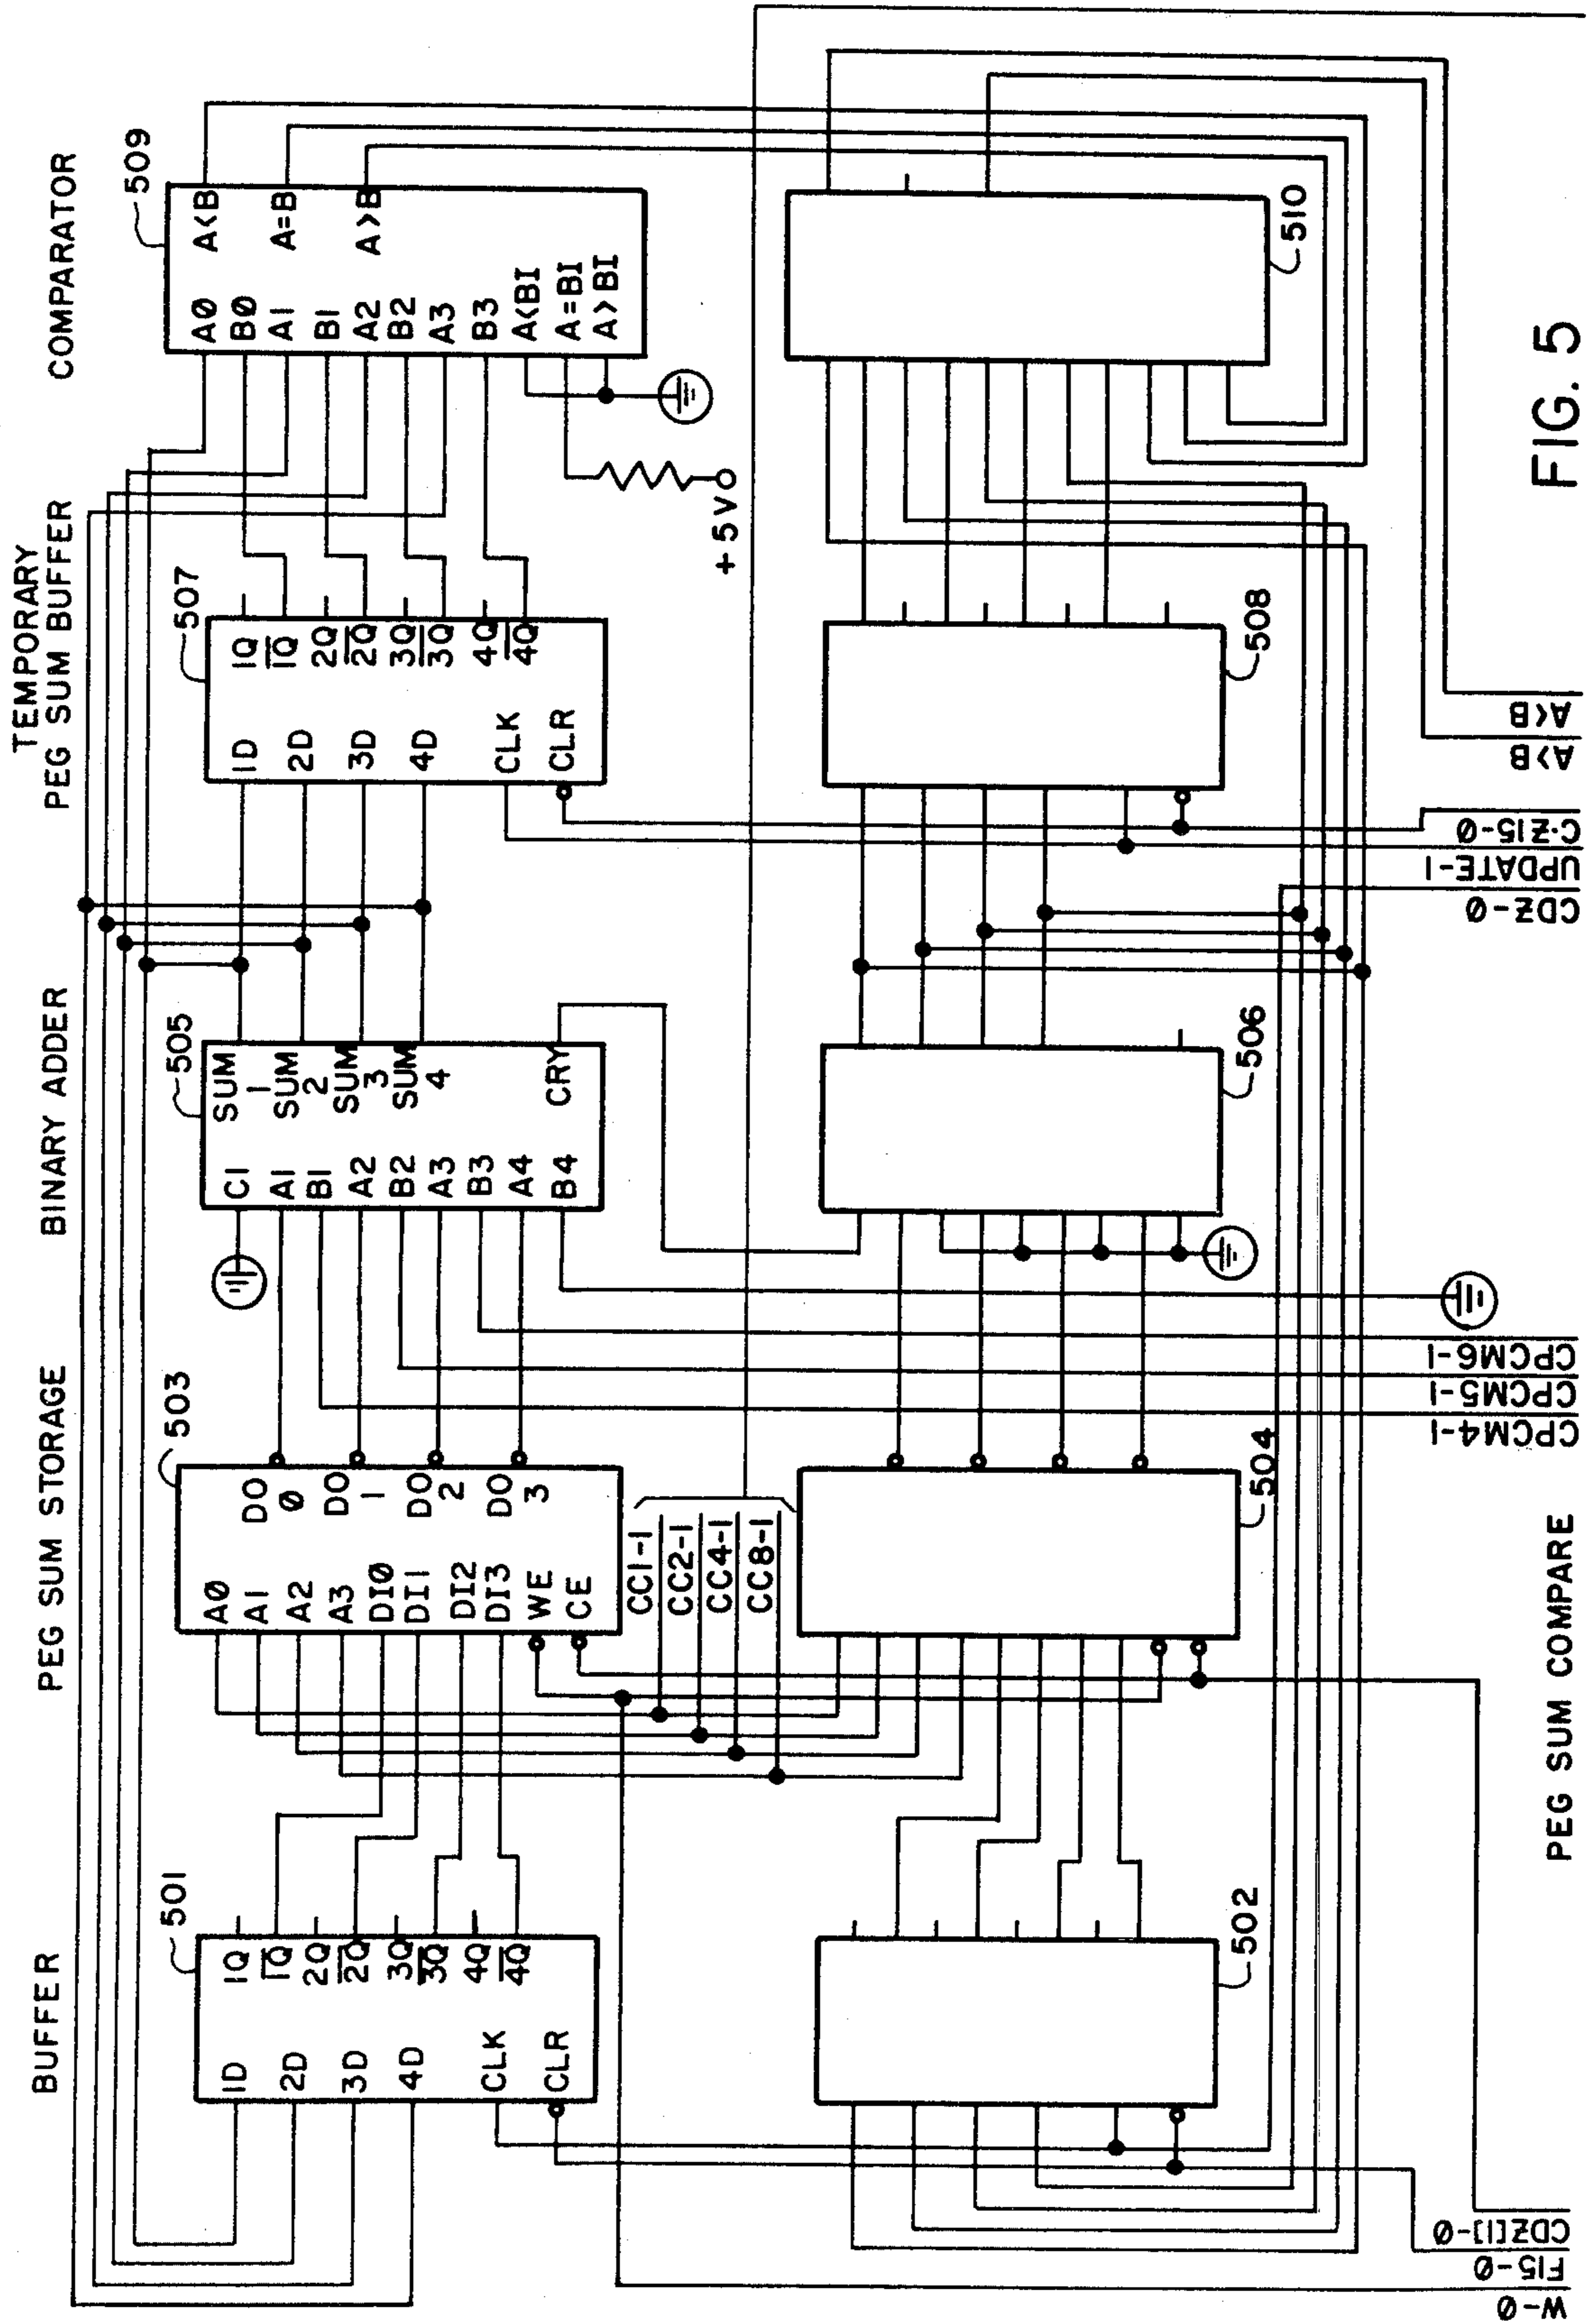 BUFFER
PEG SUM STORAGE
BINARY ADDER
TEMPORARY
PEG SUM BUFFER
COMPARATOR
501
1D
2D
3D
4D
CLK
CLR
1Q
1Q
2Q
2Q
3Q
3Q
4Q
4Q
503
A0
A1
A2
A3
DI0
DI1
DI2
DI3
WE
CE
DO
0
DO
1
DO
2
DO
3
505
C1
A1
B1
A2
B2
A3
B3
A4
B4
SUM
1
SUM
2
SUM
3
SUM
4
CRY
507
1D
2D
3D
4D
CLK
CLR
1Q
1Q
2Q
2Q
3Q
3Q
4Q
4Q
509
A0
B0
A1
B1
A2
B2
A3
B3
A<BI
A=BI
A>BI
A<B
A=B
A>B
+5V
CC1-1
CC2-1
CC4-1
CC8-1
502
504
506
508
510
W-0
F15-0
CDZ[1]-0
CPCM4-1
CPCM5-1
CPCM6-1
CDZ-0
UPDATE-1
C·Z15-0
A>B
A<B
PEG SUM COMPARE
FIG. 5